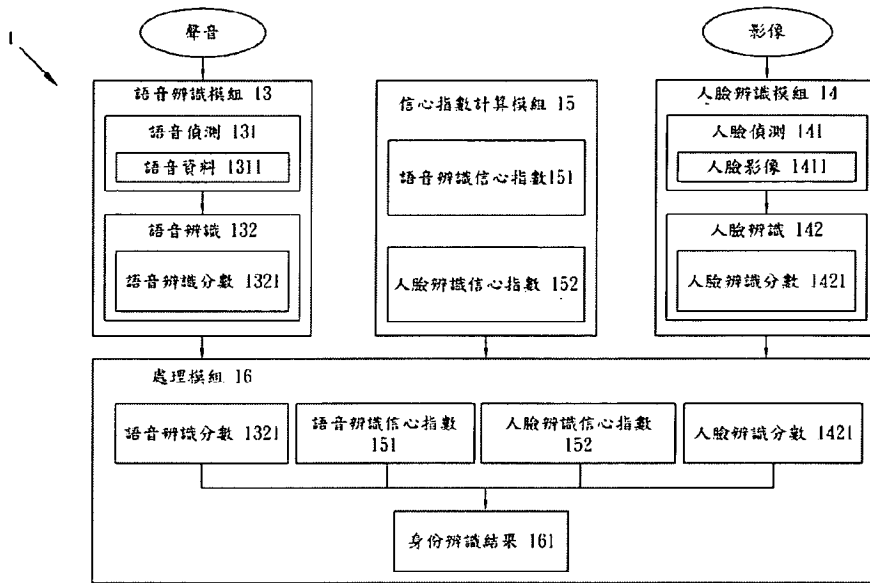 1
聲音
影像
語音辨識模組 13
語音偵測 131
語音資料 1311
語音辨識 132
語音辨識分數 1321
信心指數計算模組 15
語音辨識信心指數151
人臉辨識信心指數 152
人臉辨識模組 14
人臉偵測 141
人臉影像 1411
人臉辨識 142
人臉辨識分數 1421
處理模組 16
語音辨識分數 1321
語音辨識信心指數
151
人臉辨識信心指數
152
人臉辨識分數 1421
身份辨識結果 161